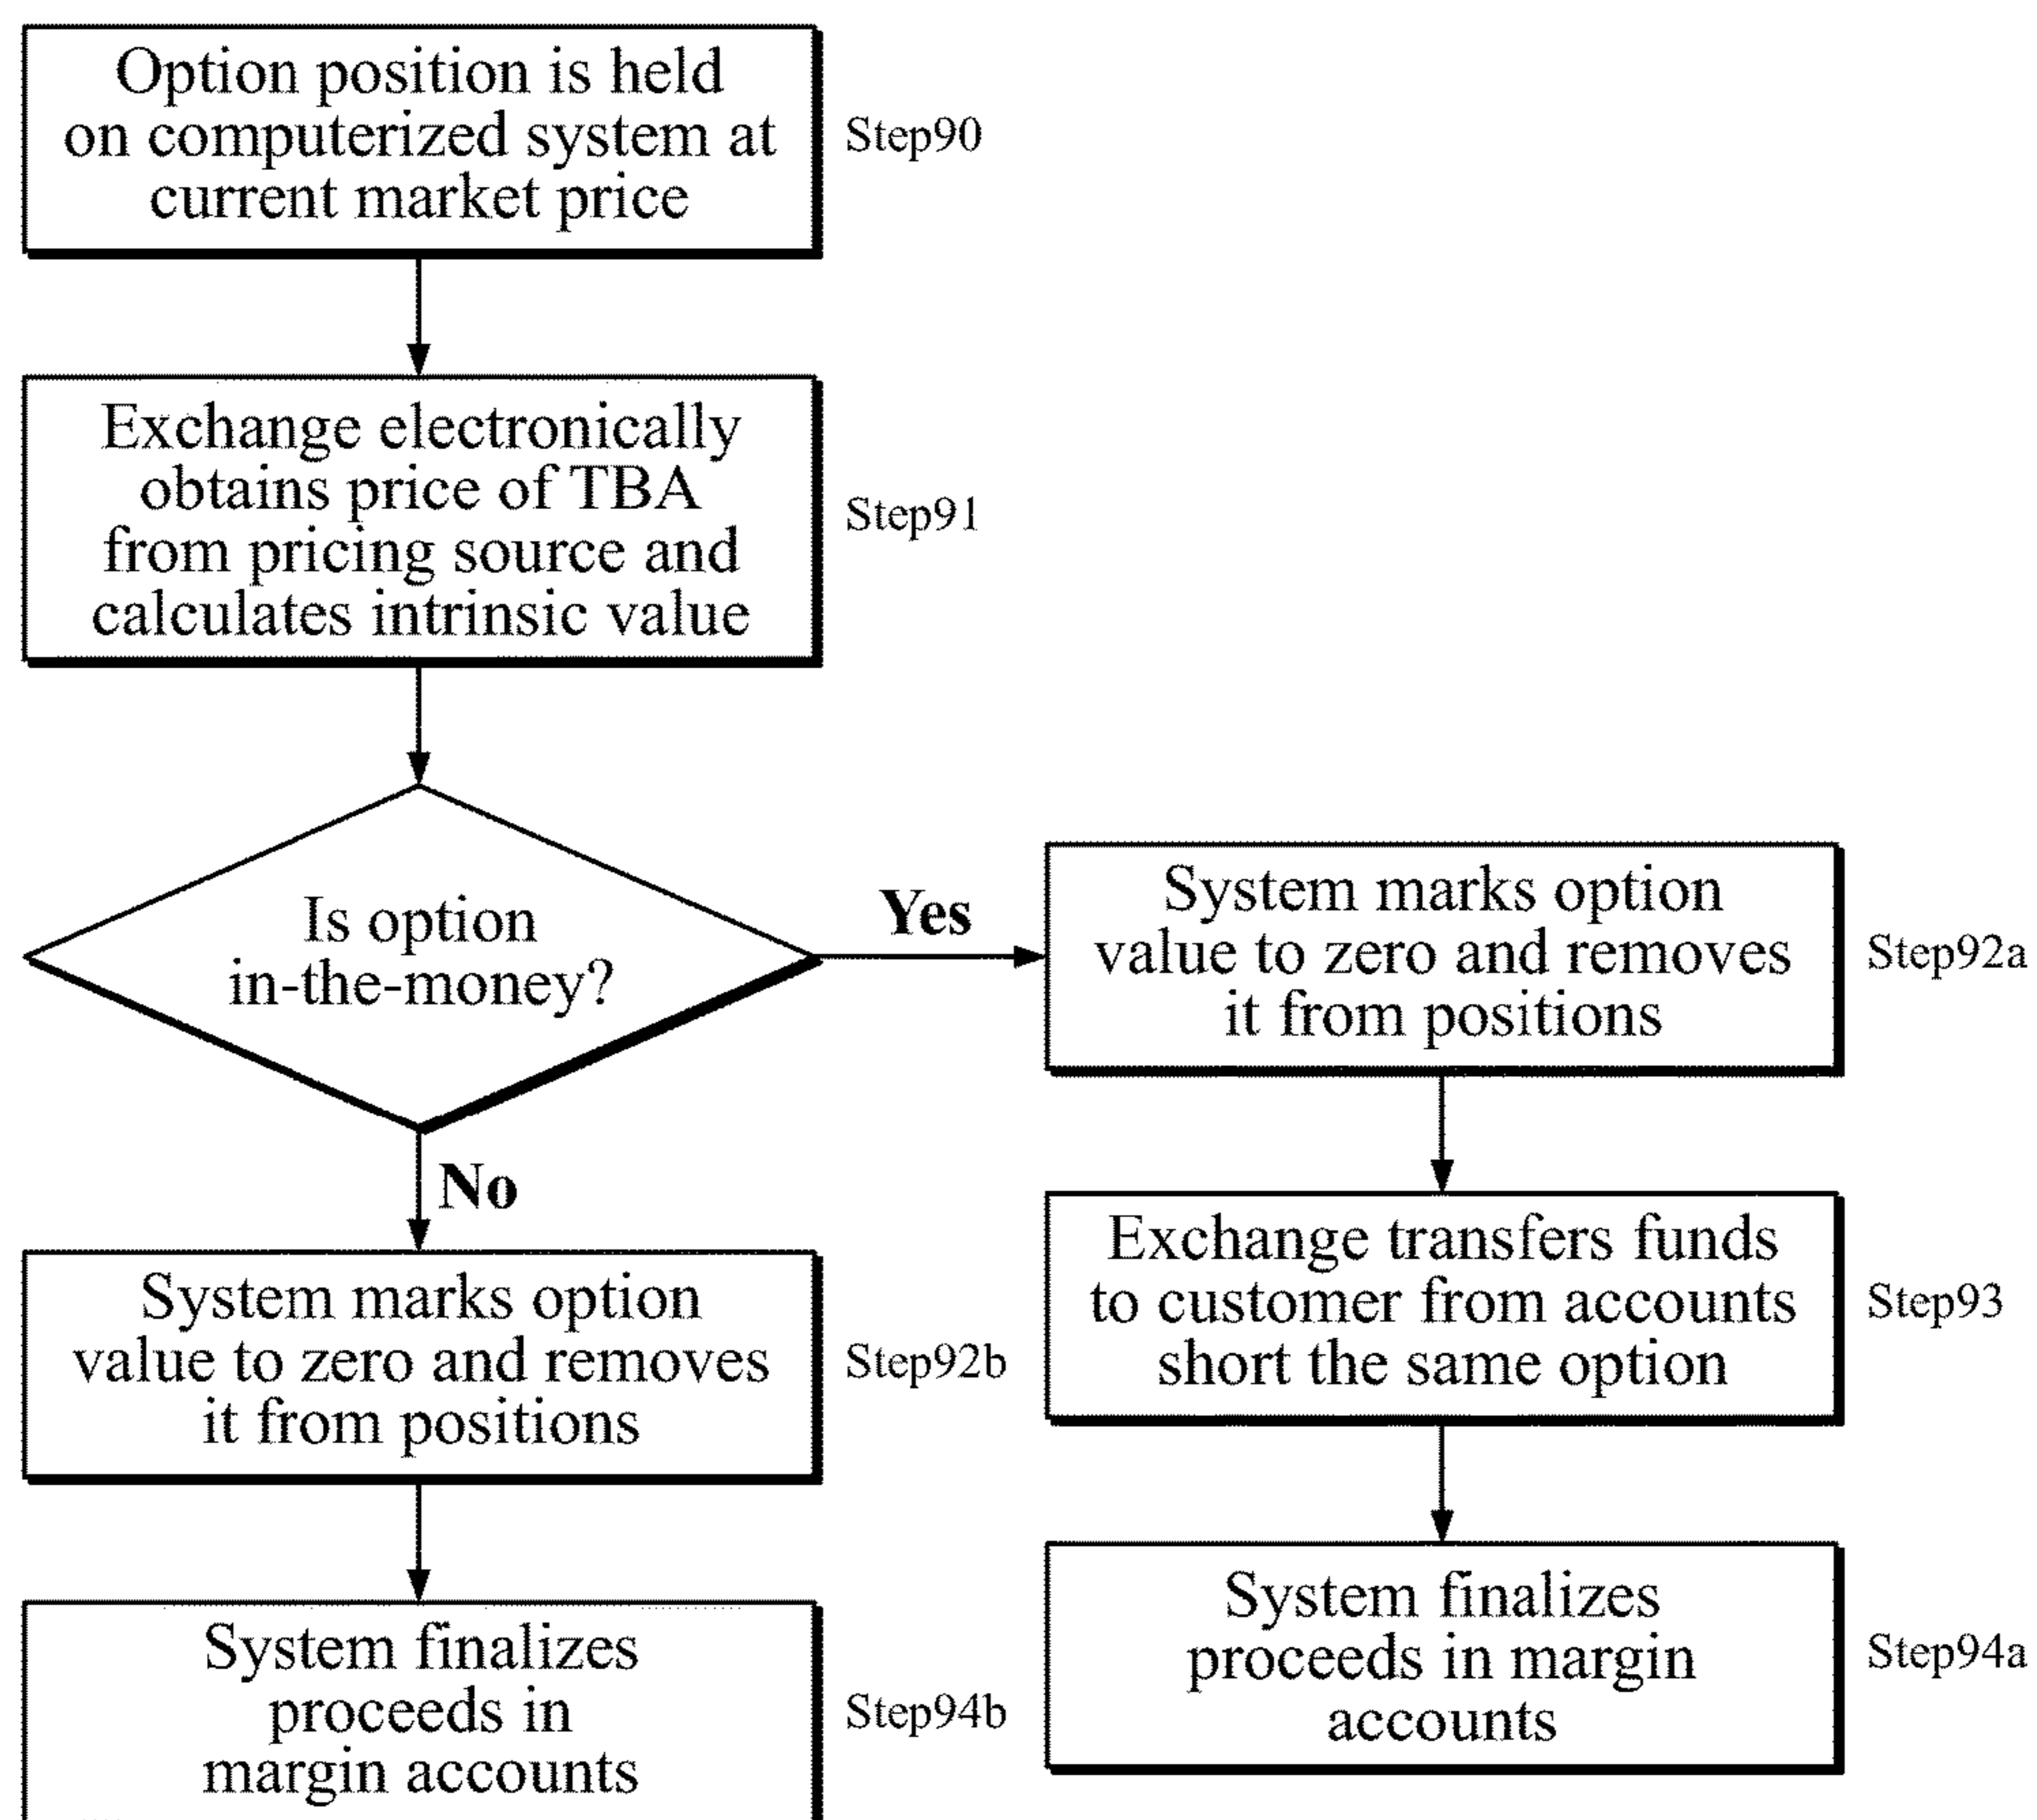 Option position is held
on computerized system at
current market price
Step90
Exchange electronically
obtains price of TBA
from pricing source and
calculates intrinsic value
Step91
Is option
in-the-money?
Yes
System marks option
value to zero and removes
it from positions
Step92a
No
Exchange transfers funds
to customer from accounts
short the same option
Step93
System marks option
value to zero and removes
it from positions
Step92b
System finalizes
proceeds in margin
accounts
Step94a
System finalizes
proceeds in
margin accounts
Step94b